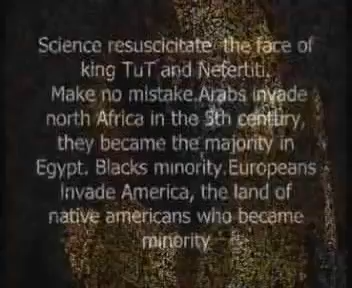 Science resuscicitate the face of
king TuT and Nefertiti.
Make no mistake.Arabs invade
north Africa in the 5th century,
they became the majority in
Egypt. Blacks minority.Europeans
invade America, the land of
native americans who became
minority